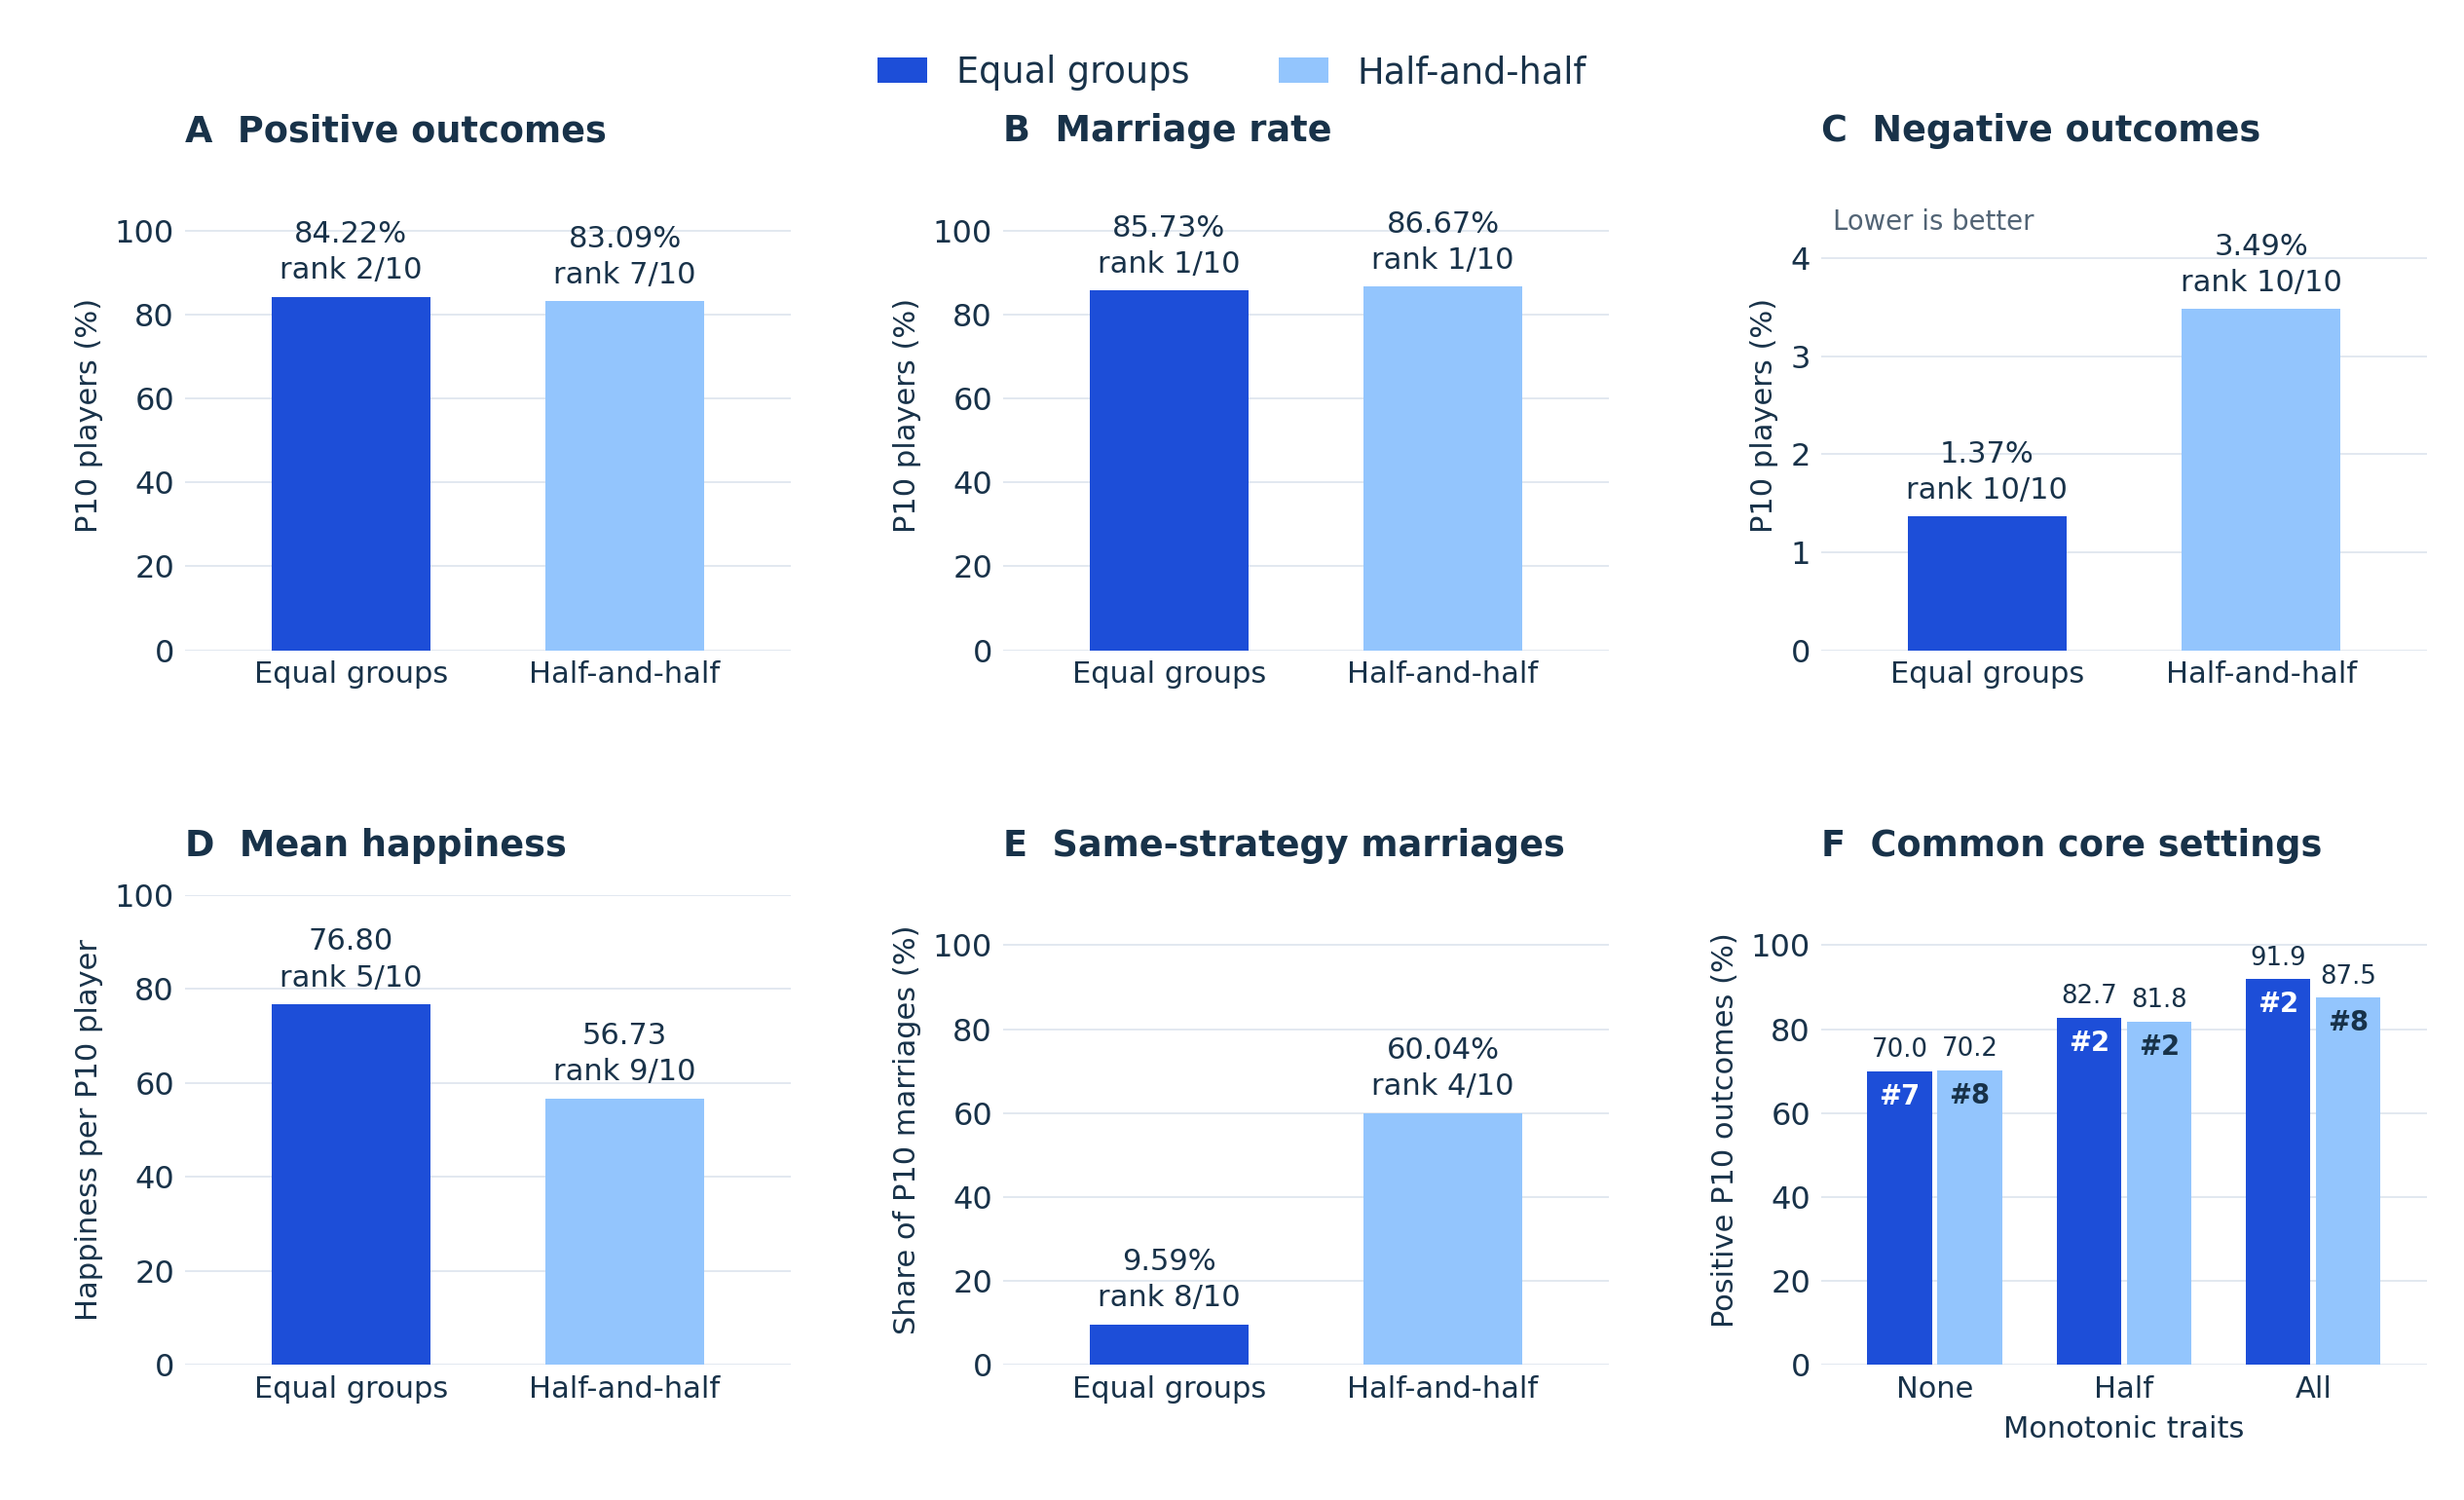 Equal groups
Half-and-half
A Positive outcomes
P10 players (%)
100
80
60
40
20
0
84.22%
rank 2/10
83.09%
rank 7/10
Equal groups
Half-and-half
B Marriage rate
P10 players (%)
100
80
60
40
20
0
85.73%
rank 1/10
86.67%
rank 1/10
Equal groups
Half-and-half
C Negative outcomes
Lower is better
P10 players (%)
4
3
2
1
0
1.37%
rank 10/10
3.49%
rank 10/10
Equal groups
Half-and-half
D Mean happiness
Happiness per P10 player
100
80
60
40
20
0
76.80
rank 5/10
56.73
rank 9/10
Equal groups
Half-and-half
E Same-strategy marriages
Share of P10 marriages (%)
100
80
60
40
20
0
9.59%
rank 8/10
60.04%
rank 4/10
Equal groups
Half-and-half
F Common core settings
Positive P10 outcomes (%)
100
80
60
40
20
0
70.0
#7
70.2
#8
82.7
#2
81.8
#2
91.9
#2
87.5
#8
None
Half
All
Monotonic traits